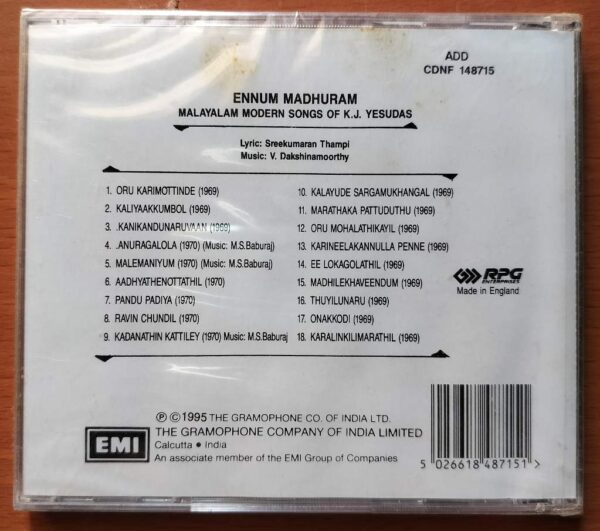 ADD
CDNF 148715
ENNUM MADHURAM
MALAYALAM MODERN SONGS OF K.J. YESUDAS
Lyric: Sreekumaran Thampi
Music: V. Dakshinamoorthy
1. ORU KARIMOTTINDE (1969)
2. KALIYAAKKUMBOL (1969)
3. .KANIKANDUNARUVAAN (1969)
4. .ANURAGALOLA (1970) (Music: M.S.Baburaj)
5. MALEMANIYUM (1970) (Music: M.S.Baburaj)
6. AADHYATHENOTTATHIL (1970)
7. PANDU PADIYA (1970)
8. RAVIN CHUNDIL (1970)
9. KADANATHIN KATTILEY (1970) Music: M.S.Baburaj
10. KALAYUDE SARGAMUKHANGAL (1969)
11. MARATHAKA PATTUDUTHU (1969)
12. ORU MOHALATHIKAYIL (1969)
13. KARINEELAKANNULLA PENNE (1969)
14. EE LOKAGOLATHIL (1969)
15. MADHILEKHAVEENDUM (1969)
16. THUYILUNARU (1969)
17. ONAKKODI (1969)
18. KARALINKILIMARATHIL (1969)
RPG
ENTERPRISES
Made in England
℗ © 1995 THE GRAMOPHONE CO. OF INDIA LTD.
EMI
THE GRAMOPHONE COMPANY OF INDIA LIMITED
Calcutta • India
An associate member of the EMI Group of Companies
5 026618 487151 >